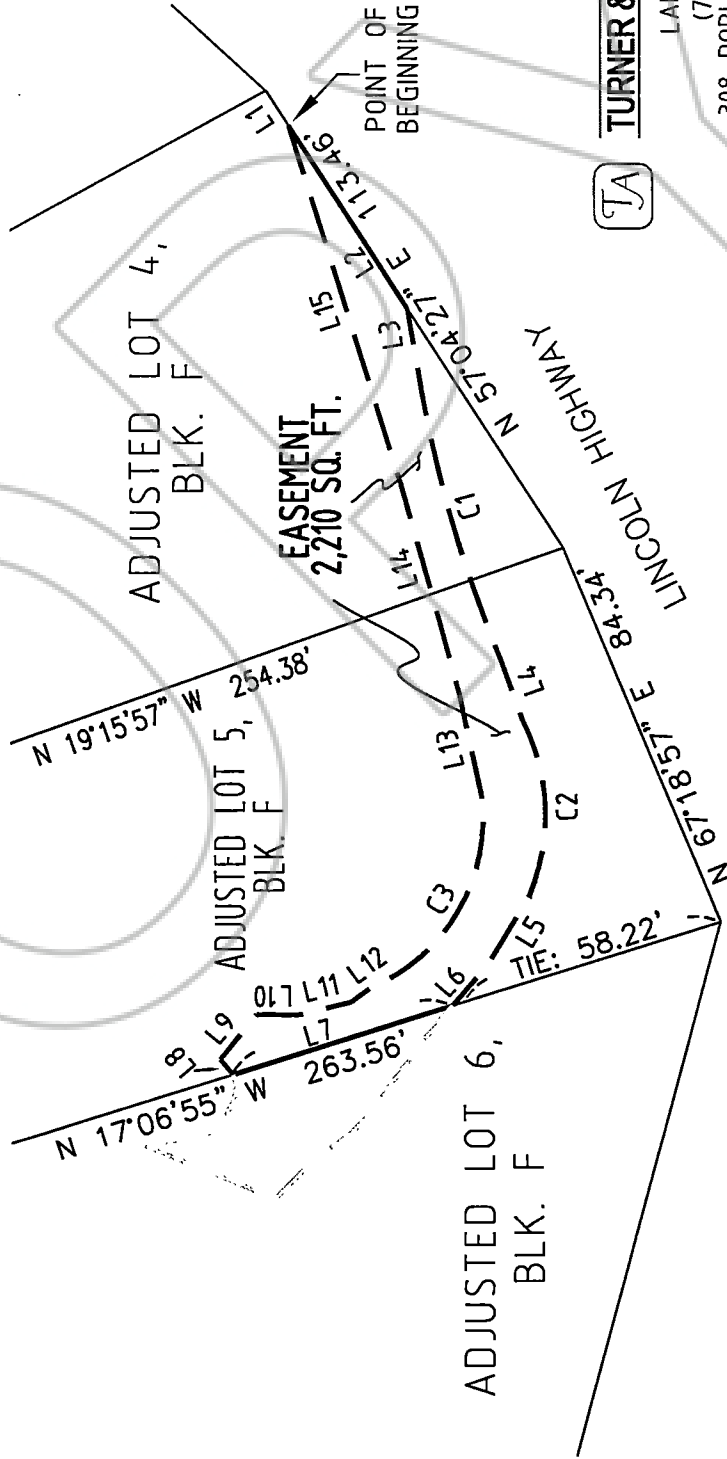 L1
POINT OF
BEGINNING
ADJUSTED LOT 4,
BLK. F
L15
L2
N 57°04'27" E 113.46'
L3
EASEMENT
2,210 SQ. FT.
C1
L14
LINCOLN HIGHWAY
N 19°15'57" W 254.38'
L4
L13
ADJUSTED LOT 5,
BLK. F
C2
N 67°18'57" E 84.34'
C3
L5
TIE: 58.22'
L12
L11
L10
L6
L7
L9
L8
N 17°06'55" W 263.56'
ADJUSTED LOT 6,
BLK. F
TA
TURNER &
(7